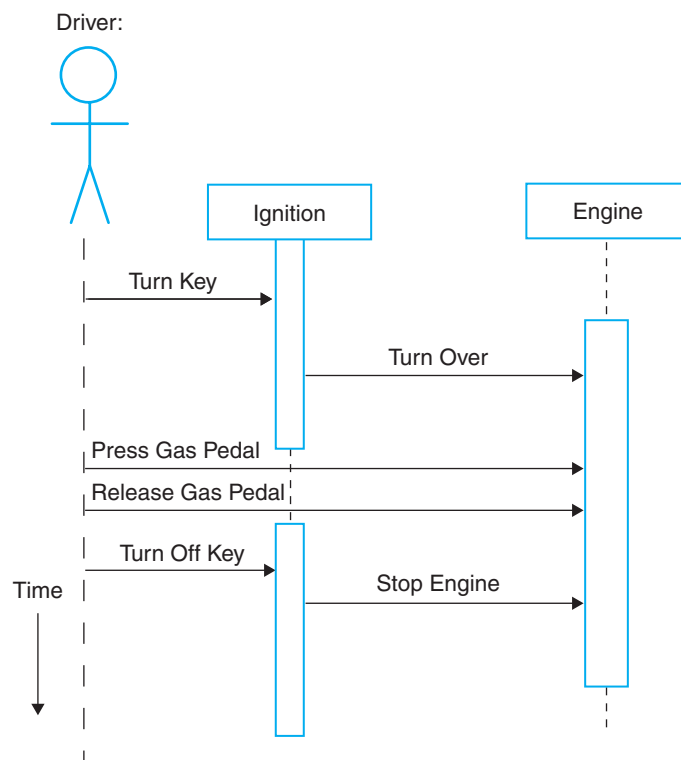 Driver:
Ignition
Engine
Turn Key
Turn Over
Press Gas Pedal
Release Gas Pedal
Turn Off Key
Stop Engine
Time